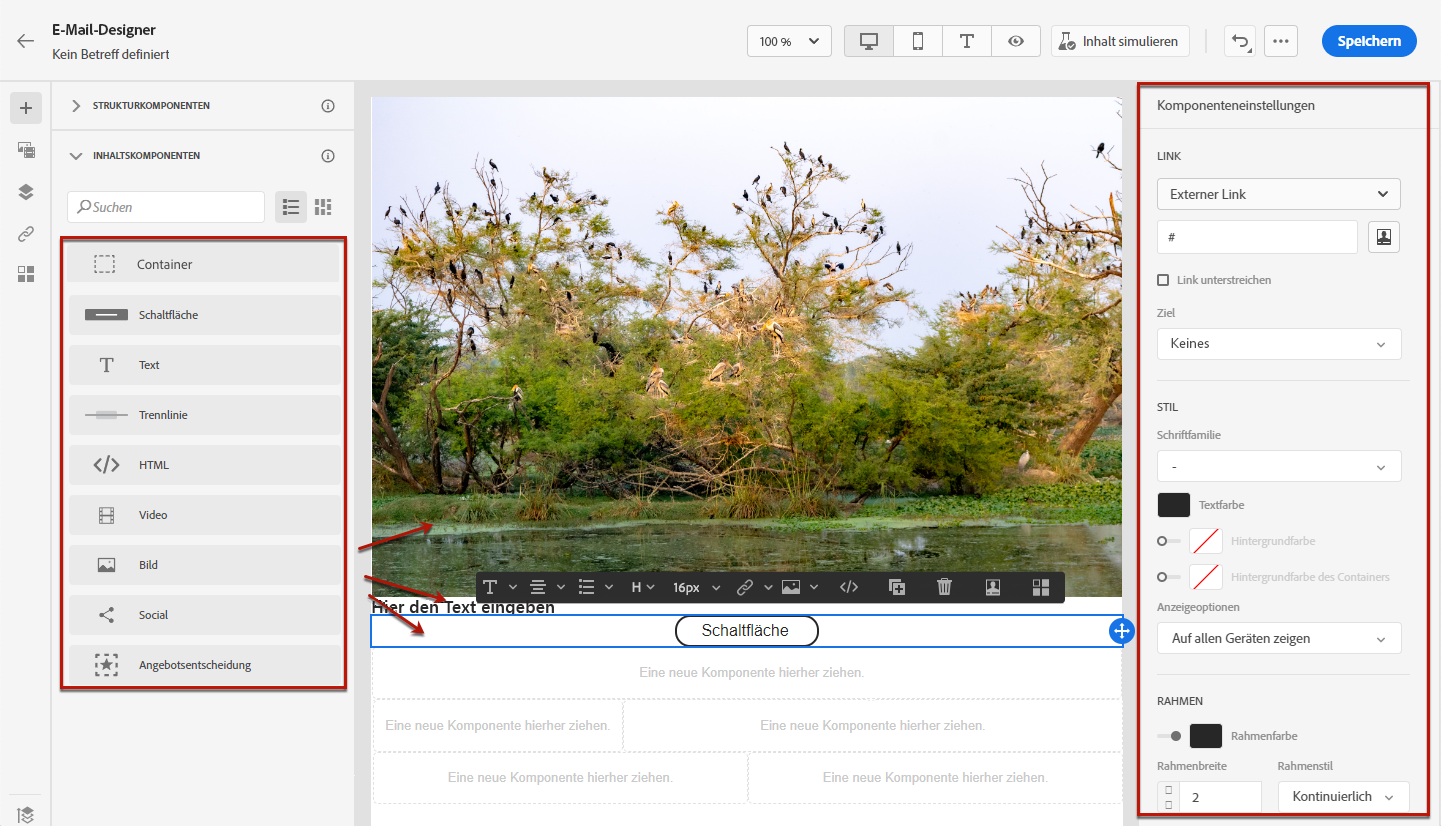 E-Mail-Designer
Kein Betreff definiert
100 %
Inhalt simulieren
Speichern
STRUKTURKOMPONENTEN
INHALTSKOMPONENTEN
Suchen
Container
Schaltfläche
Text
Trennlinie
HTML
Video
Bild
Social
Angebotsentscheidung
H
16px
Hier den Text eingeben
Schaltfläche
Eine neue Komponente hierher ziehen.
Eine neue Komponente hierher ziehen.
Eine neue Komponente hierher ziehen.
Eine neue Komponente hierher ziehen.
Eine neue Komponente hierher ziehen.
Komponenteneinstellungen
LINK
Externer Link
#
Link unterstreichen
Ziel
Keines
STIL
Schriftfamilie
-
Textfarbe
Hintergrundfarbe
Hintergrundfarbe des Containers
Anzeigeoptionen
Auf allen Geräten zeigen
RAHMEN
Rahmenfarbe
Rahmenbreite Rahmenstil
2 Kontinuierlich